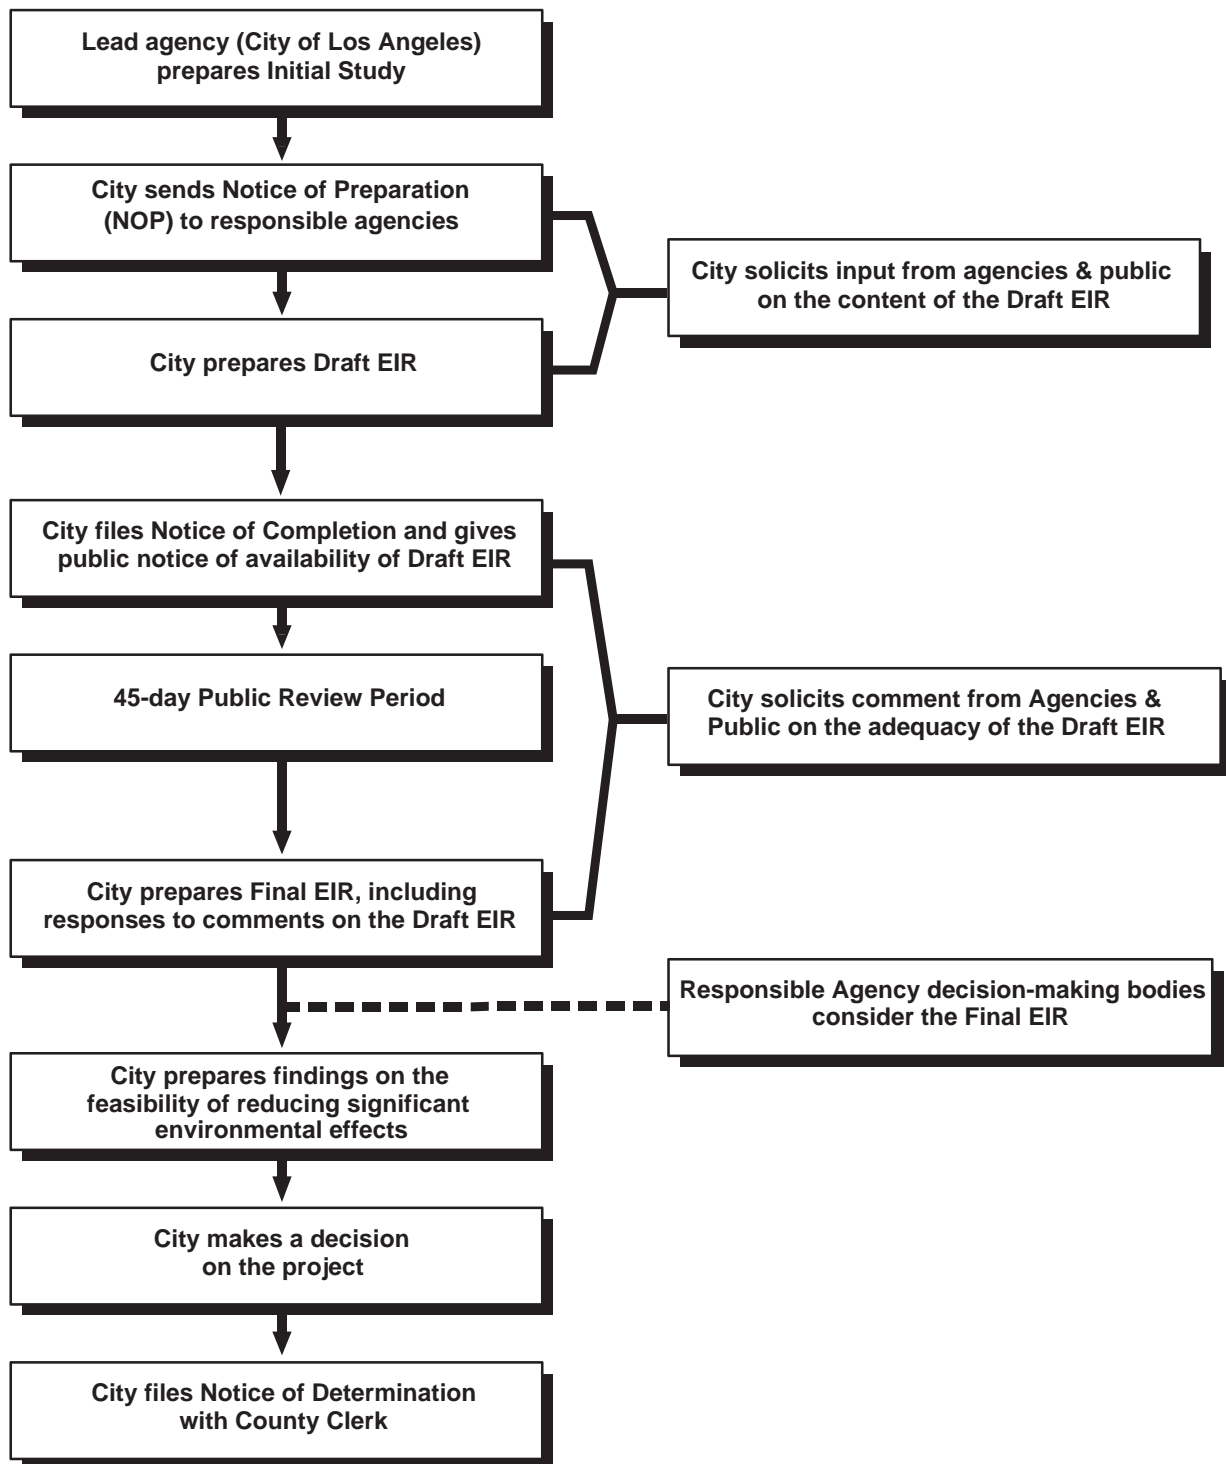 Lead agency (City of Los Angeles)
prepares Initial Study
City sends Notice of Preparation
(NOP) to responsible agencies
City solicits input from agencies & public
on the content of the Draft EIR
City prepares Draft EIR
City files Notice of Completion and gives
public notice of availability of Draft EIR
45-day Public Review Period
City solicits comment from Agencies &
Public on the adequacy of the Draft EIR
City prepares Final EIR, including
responses to comments on the Draft EIR
Responsible Agency decision-making bodies
consider the Final EIR
City prepares findings on the
feasibility of reducing significant
environmental effects
City makes a decision
on the project
City files Notice of Determination
with County Clerk